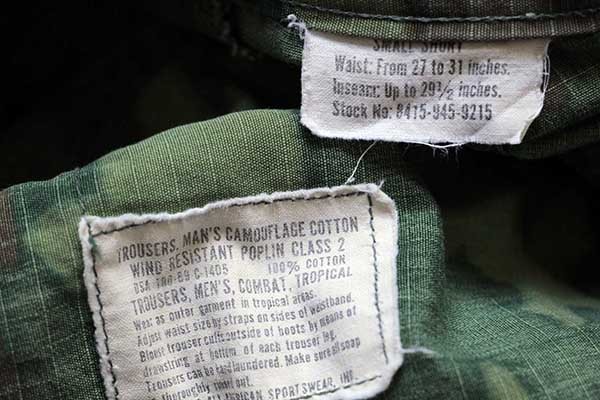 SMALL SHORT
Waist: From 27 to 31 inches.
Inseam: Up to 29½ inches.
Stock No: 8415-945-9215
TROUSERS, MAN'S CAMOUFLAGE COTTON
WIND RESISTANT POPLIN CLASS 2
DSA 100-69-C-1405 100% COTTON
TROUSERS, MEN'S, COMBAT, TROPICAL
Wear as outer garment in tropical areas.
Adjust waist size by straps on sides of waistband.
Blouse trouser cuffs outside of boots by means of
drawstring at bottom of each trouser leg.
Trousers can be laundered. Make sure all soap
thoroughly out.
SPORTSWEAR, INC.